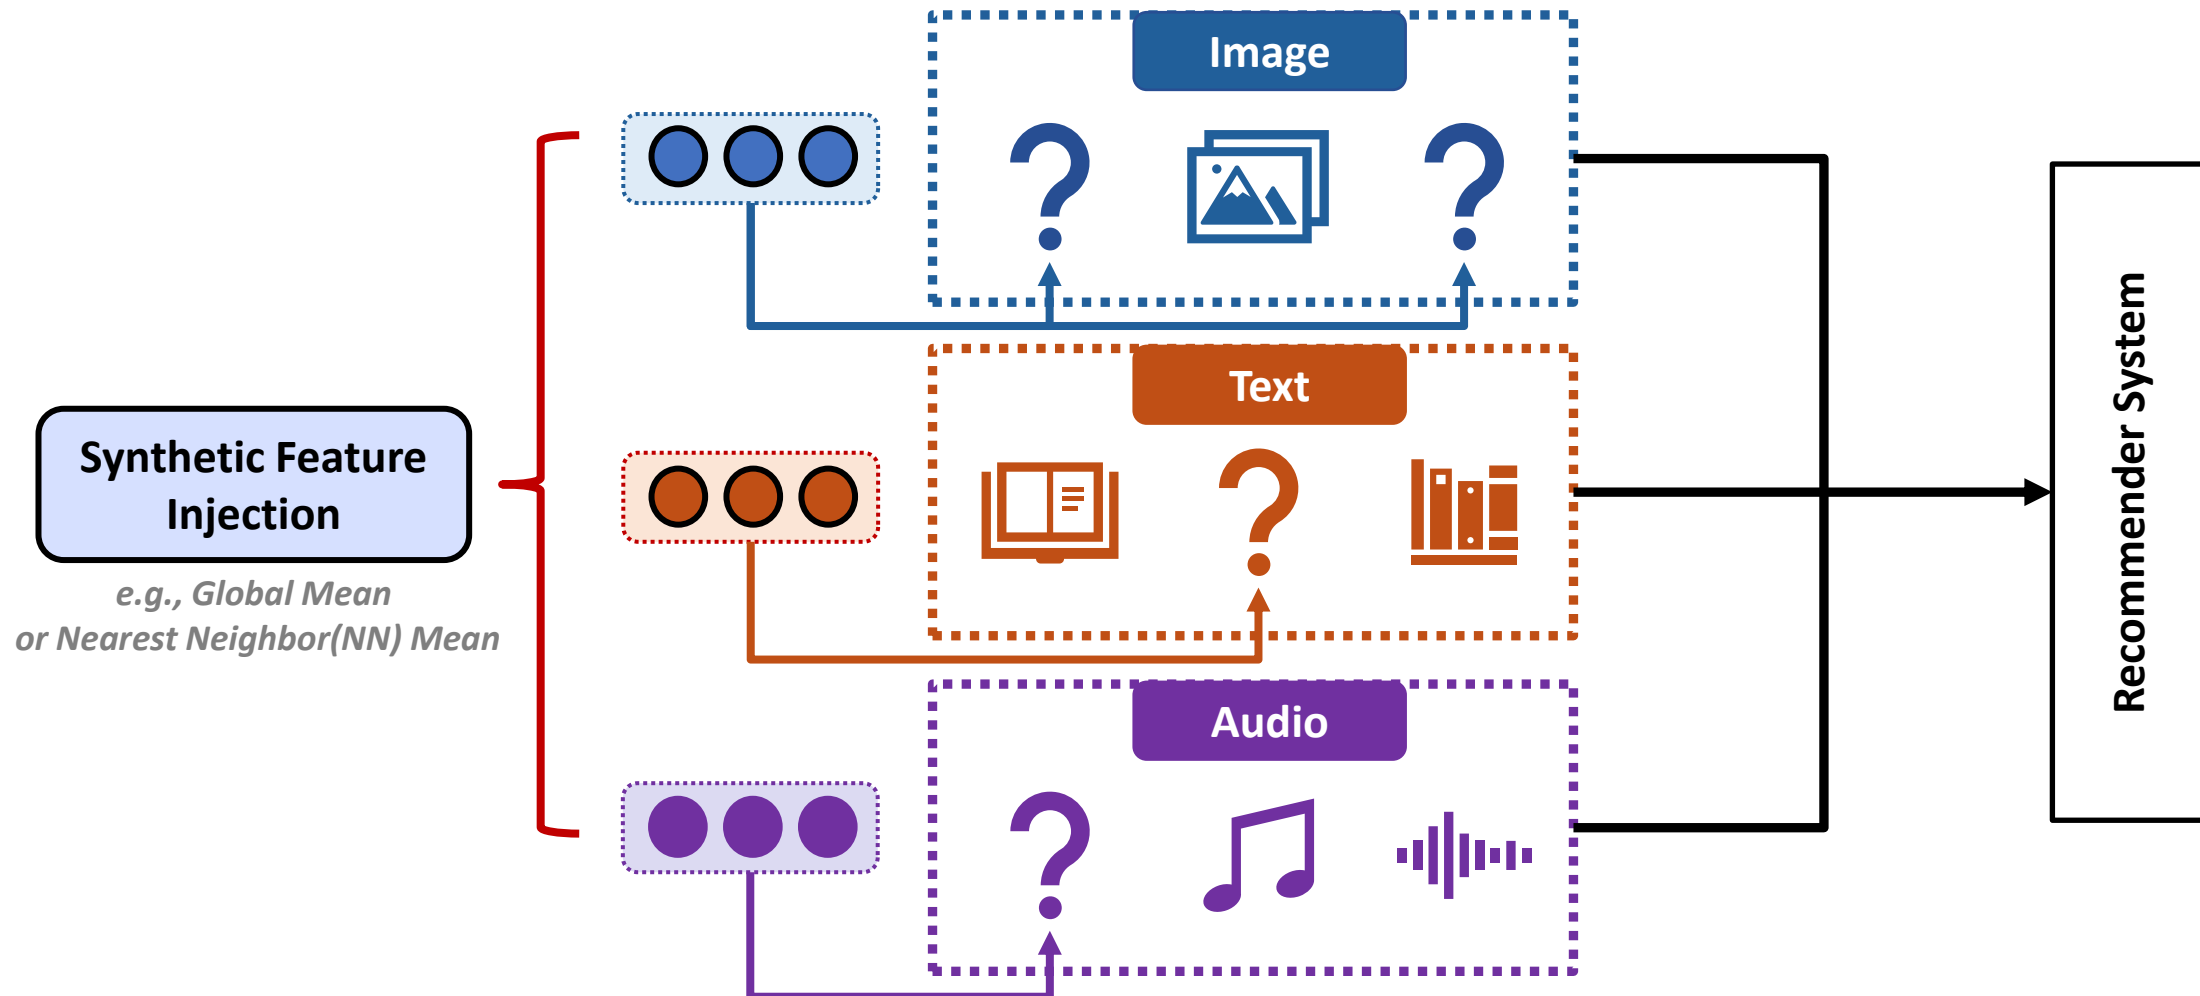 Synthetic Feature
Injection
e.g., Global Mean
or Nearest Neighbor(NN) Mean
Image
Text
Audio
Recommender System